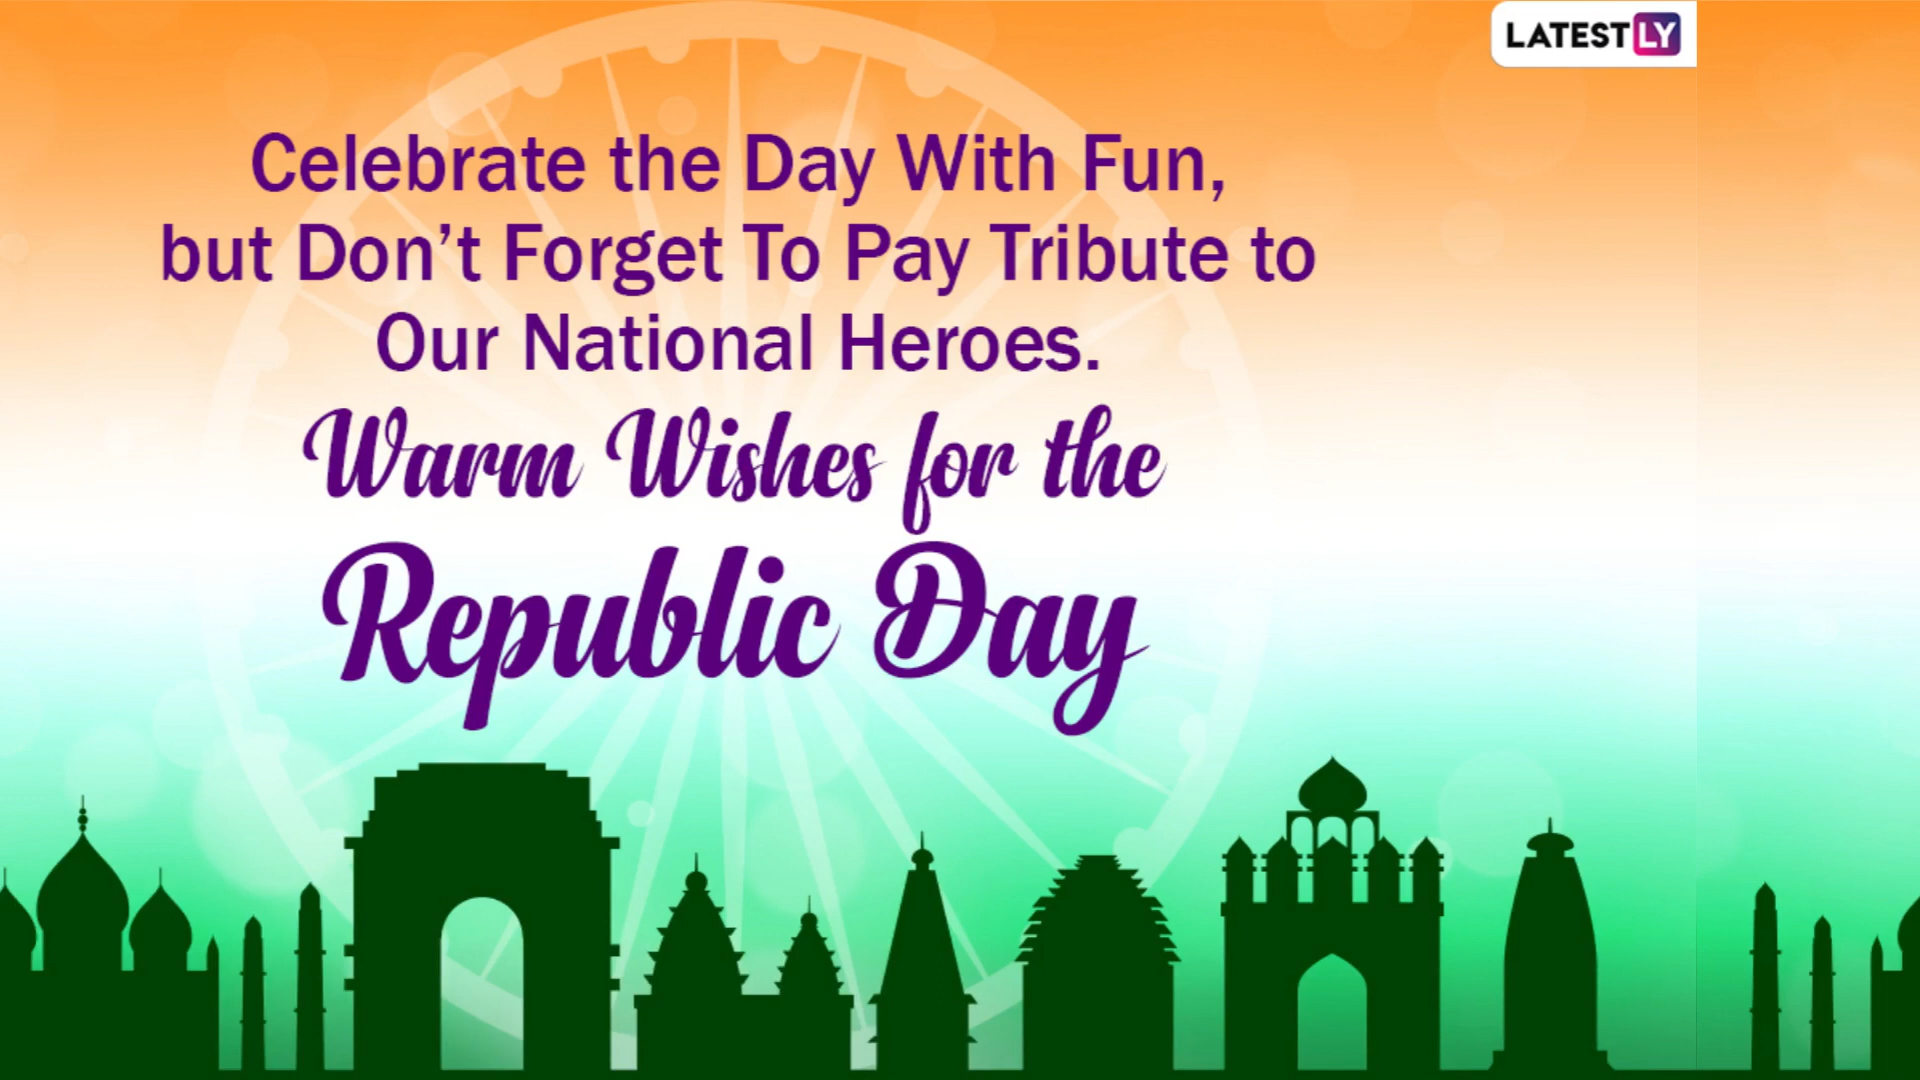 LATESTLY
Celebrate the Day With Fun,
but Don’t Forget To Pay Tribute to
Our National Heroes.
Warm Wishes for the
Republic Day